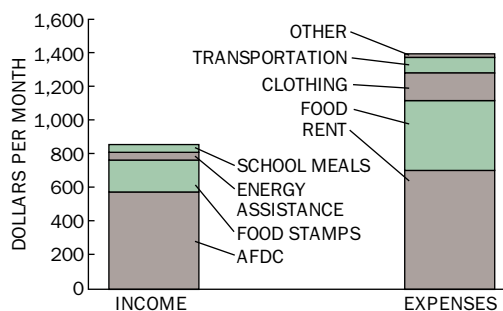 DOLLARS PER MONTH
1,600
1,400
1,200
1,000
800
600
400
200
0
OTHER
TRANSPORTATION
CLOTHING
FOOD
RENT
SCHOOL MEALS
ENERGY
ASSISTANCE
FOOD STAMPS
AFDC
INCOME
EXPENSES